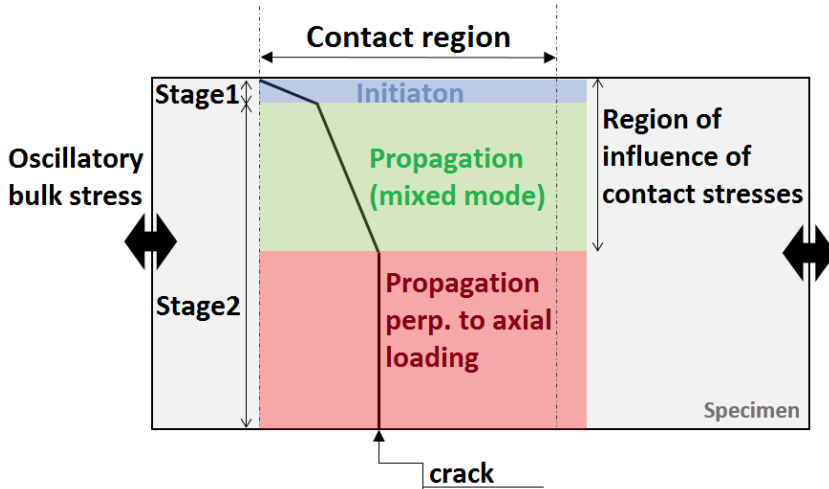 Contact region
Stage1
Initiaton
Oscillatory
bulk stress
Propagation
(mixed mode)
Region of
influence of
contact stresses
Stage2
Propagation
perp. to axial
loading
Specimen
crack